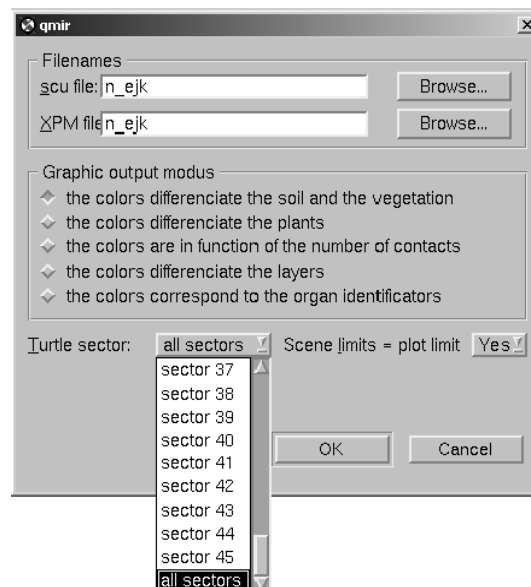 qmir
Filenames
scu file: n_ejk Browse...
XPM file n_ejk Browse...
Graphic output modus
the colors differenciate the soil and the vegetation
the colors differenciate the plants
the colors are in function of the number of contacts
the colors differenciate the layers
the colors correspond to the organ identificators
Turtle sector: all sectors Scene limits = plot limit Yes
sector 37
sector 38
sector 39
sector 40
sector 41
sector 42
sector 43
sector 44
sector 45
all sectors
OK Cancel